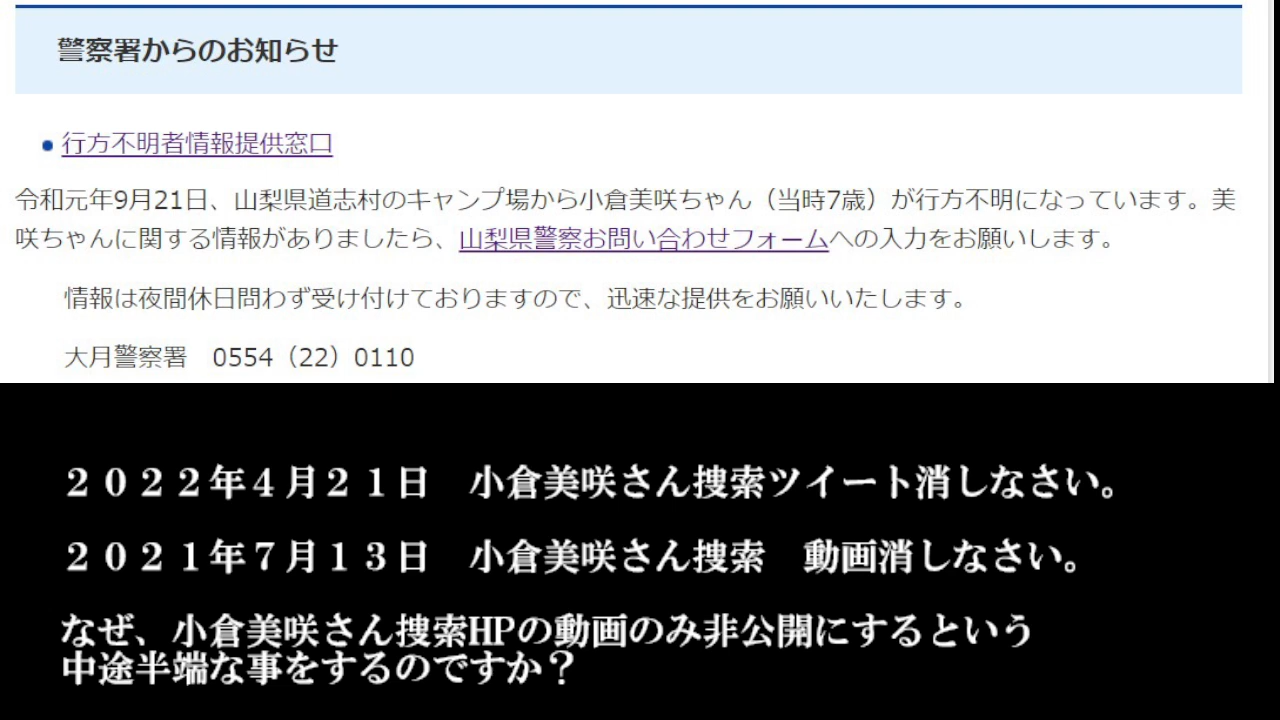 警察署からのお知らせ
行方不明者情報提供窓口
令和元年9月21日、山梨県道志村のキャンプ場から小倉美咲ちゃん（当時7歳）が行方不明になっています。美
咲ちゃんに関する情報がありましたら、山梨県警察お問い合わせフォームへの入力をお願いします。
情報は夜間休日問わず受け付けておりますので、迅速な提供をお願いいたします。
大月警察署　0554（22）0110
２０２２年４月２１日　小倉美咲さん捜索ツイート消しなさい。
２０２１年７月１３日　小倉美咲さん捜索　動画消しなさい。
なぜ、小倉美咲さん捜索HPの動画のみ非公開にするという
中途半端な事をするのですか？